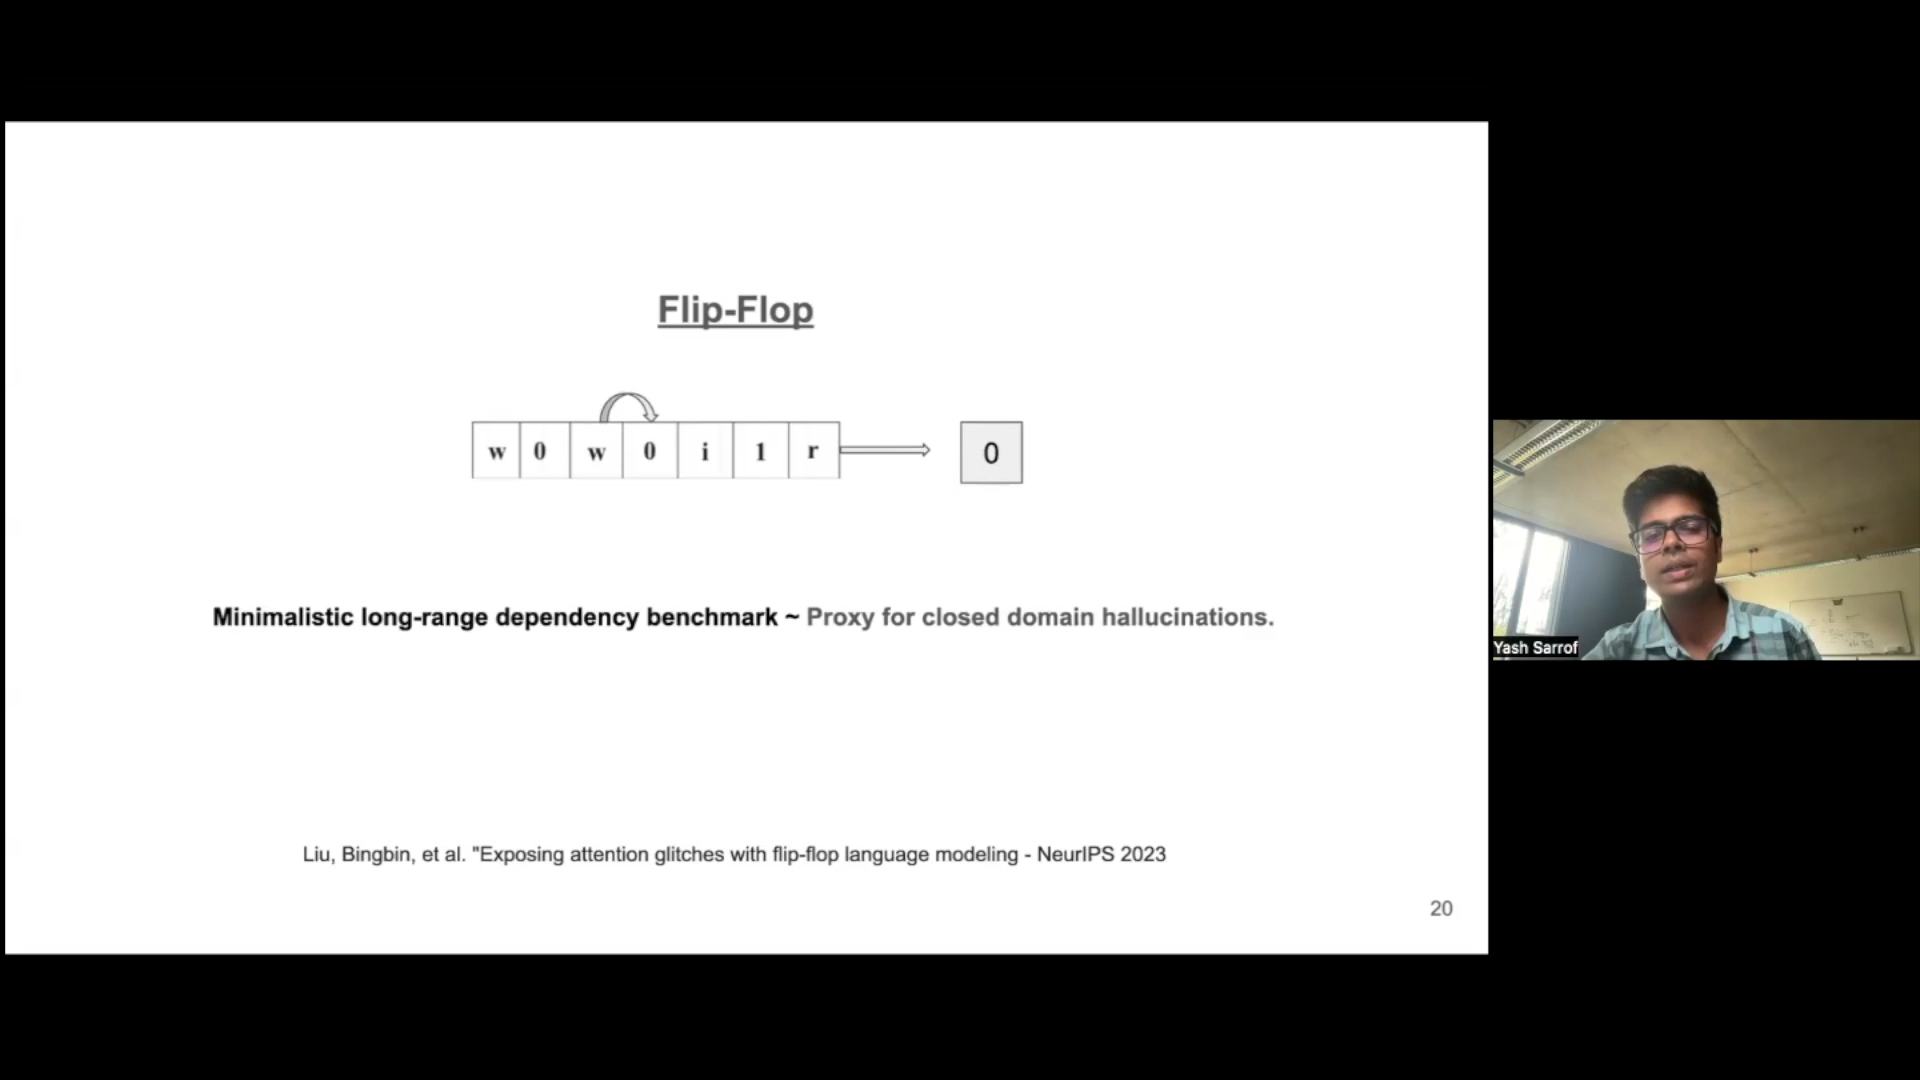 Flip-Flop
w 0 w 0 i 1 r 0
Minimalistic long-range dependency benchmark ~ Proxy for closed domain hallucinations.
Yash Sarrof
Liu, Bingbin, et al. "Exposing attention glitches with flip-flop language modeling - NeurIPS 2023
20